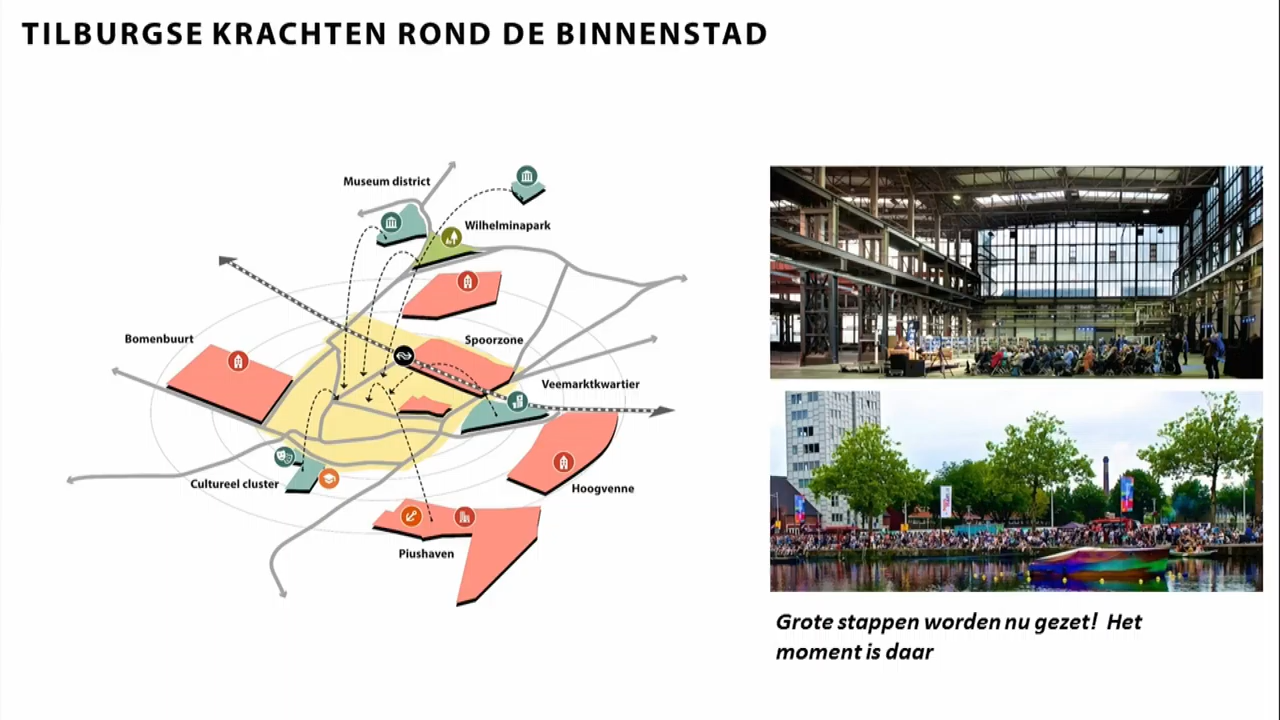 TILBURGSE KRACHTEN ROND DE BINNENSTAD
Museum district
Wilhelminapark
Bomenbuurt
Spoorzone
Veemarktkwartier
Cultureel cluster
Hoogvenne
Piushaven
Grote stappen worden nu gezet! Het
moment is daar